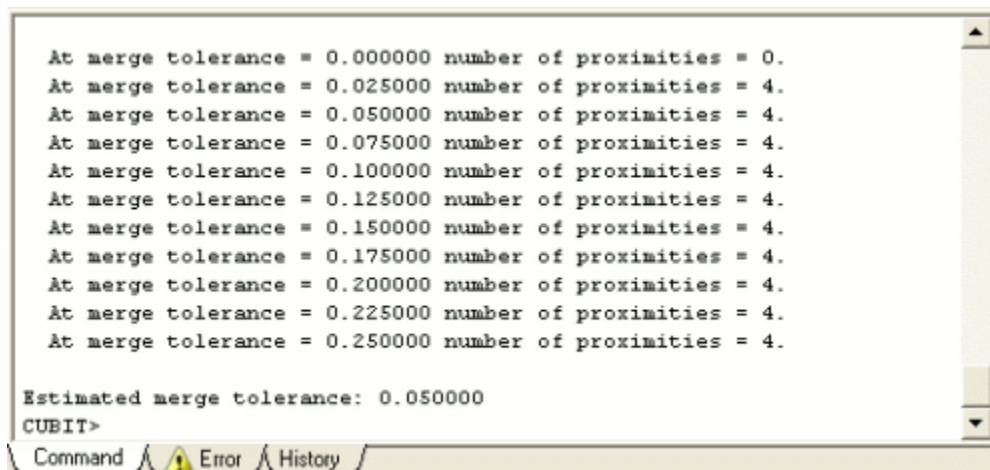 At merge tolerance = 0.000000 number of proximities = 0.
At merge tolerance = 0.025000 number of proximities = 4.
At merge tolerance = 0.050000 number of proximities = 4.
At merge tolerance = 0.075000 number of proximities = 4.
At merge tolerance = 0.100000 number of proximities = 4.
At merge tolerance = 0.125000 number of proximities = 4.
At merge tolerance = 0.150000 number of proximities = 4.
At merge tolerance = 0.175000 number of proximities = 4.
At merge tolerance = 0.200000 number of proximities = 4.
At merge tolerance = 0.225000 number of proximities = 4.
At merge tolerance = 0.250000 number of proximities = 4.
Estimated merge tolerance: 0.050000
CUBIT>
Command Error History